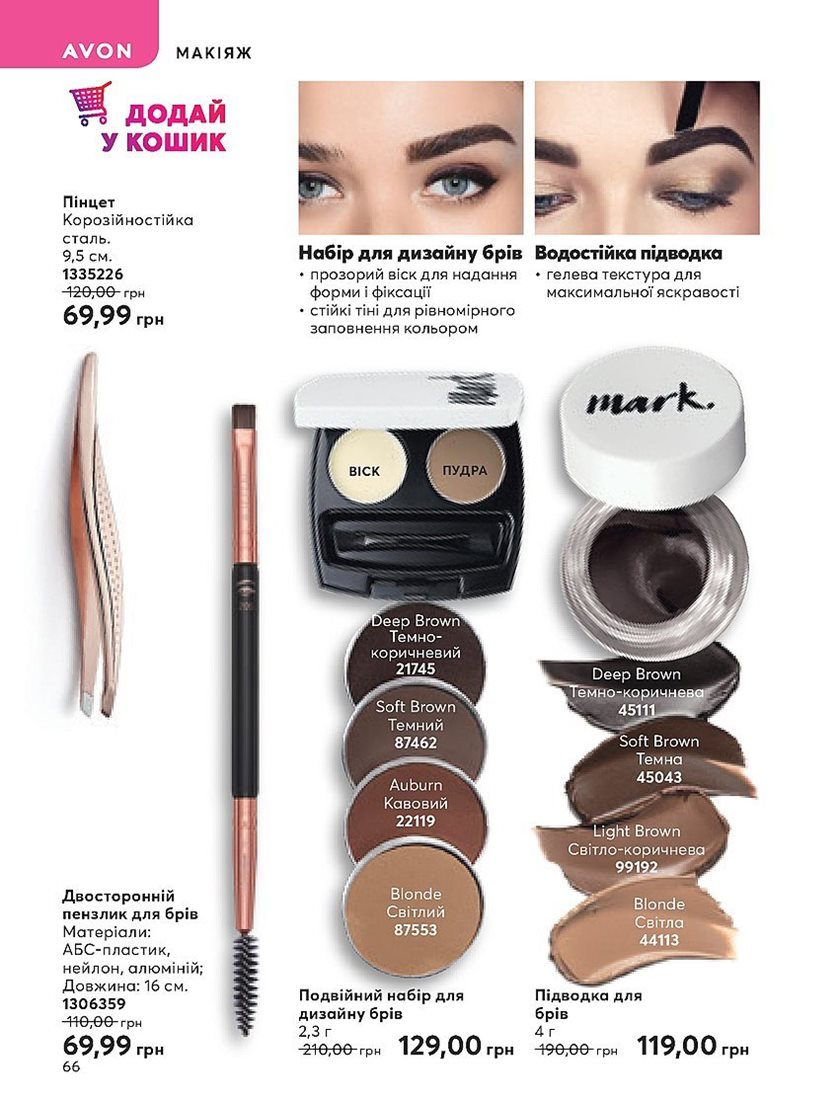 AVON МАКІЯЖ
ДОДАЙ
У КОШИК
Пінцет
Корозійностійка
сталь.
9,5 см.
1335226
120,00 грн
69,99 грн
Набір для дизайну брів
• прозорий віск для надання
форми і фіксації
• стійкі тіні для рівномірного
заповнення кольором
Водостійка підводка
• гелева текстура для
максимальної яскравості
mark.
ВІСК
ПУДРА
Deep Brown
Темно-
коричневий
21745
Soft Brown
Темний
87462
Auburn
Кавовий
22119
Blonde
Світлий
87553
Deep Brown
Темно-коричнева
45111
Soft Brown
Темна
45043
Light Brown
Світло-коричнева
99192
Blonde
Світла
44113
Двосторонній
пензлик для брів
Матеріали:
АБС-пластик,
нейлон, алюміній;
Довжина: 16 см.
1306359
110,00 грн
69,99 грн
Подвійний набір для
дизайну брів
2,3 г
210,00 грн 129,00 грн
Підводка для
брів
4 г
190,00 грн 119,00 грн
66